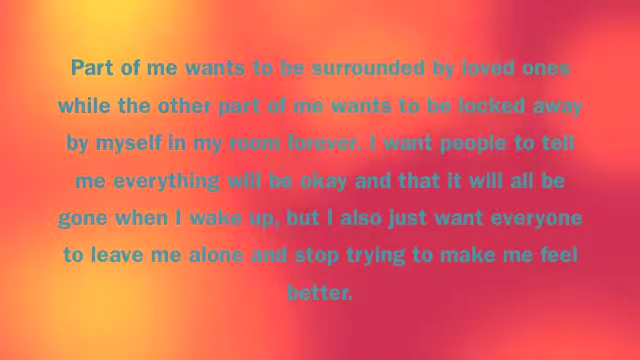 Part of me wants to be surrounded by loved ones
while the other part of me wants to be locked away
by myself in my room forever. I want people to tell
me everything will be okay and that it will all be
gone when I wake up, but I also just want everyone
to leave me alone and stop trying to make me feel
better.